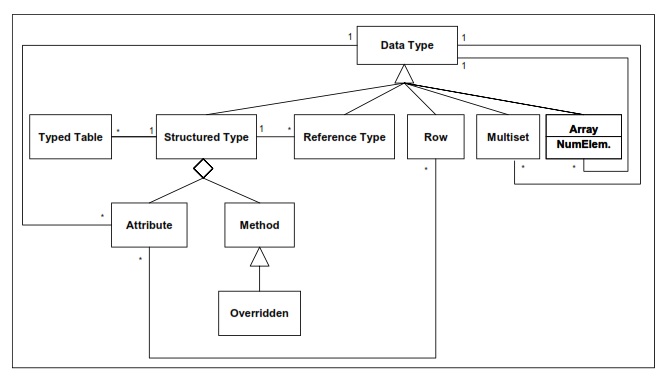 1 Data Type 1
1
Typed Table * 1 Structured Type 1 * Reference Type Row Multiset Array
NumElem.
* * *
* Attribute Method
*
Overridden